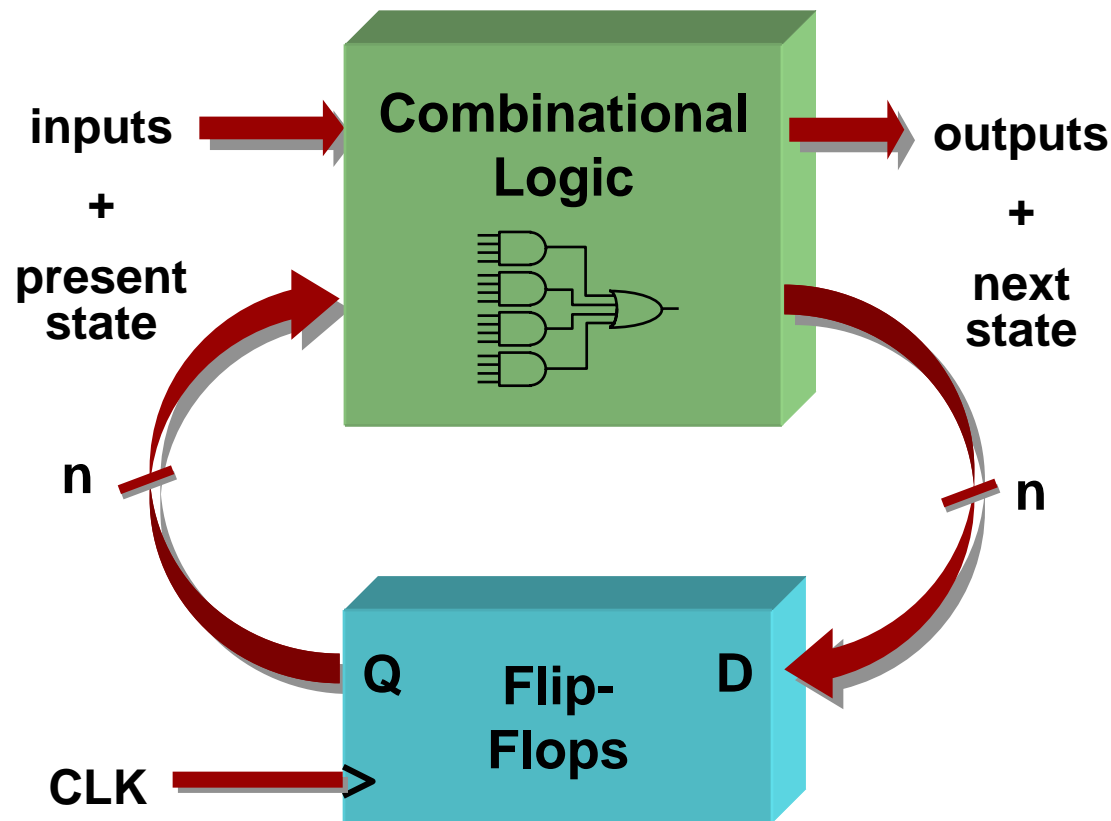 inputs
+
present
state
n
Combinational
Logic
outputs
+
next
state
n
Q
Flip-
Flops
D
CLK